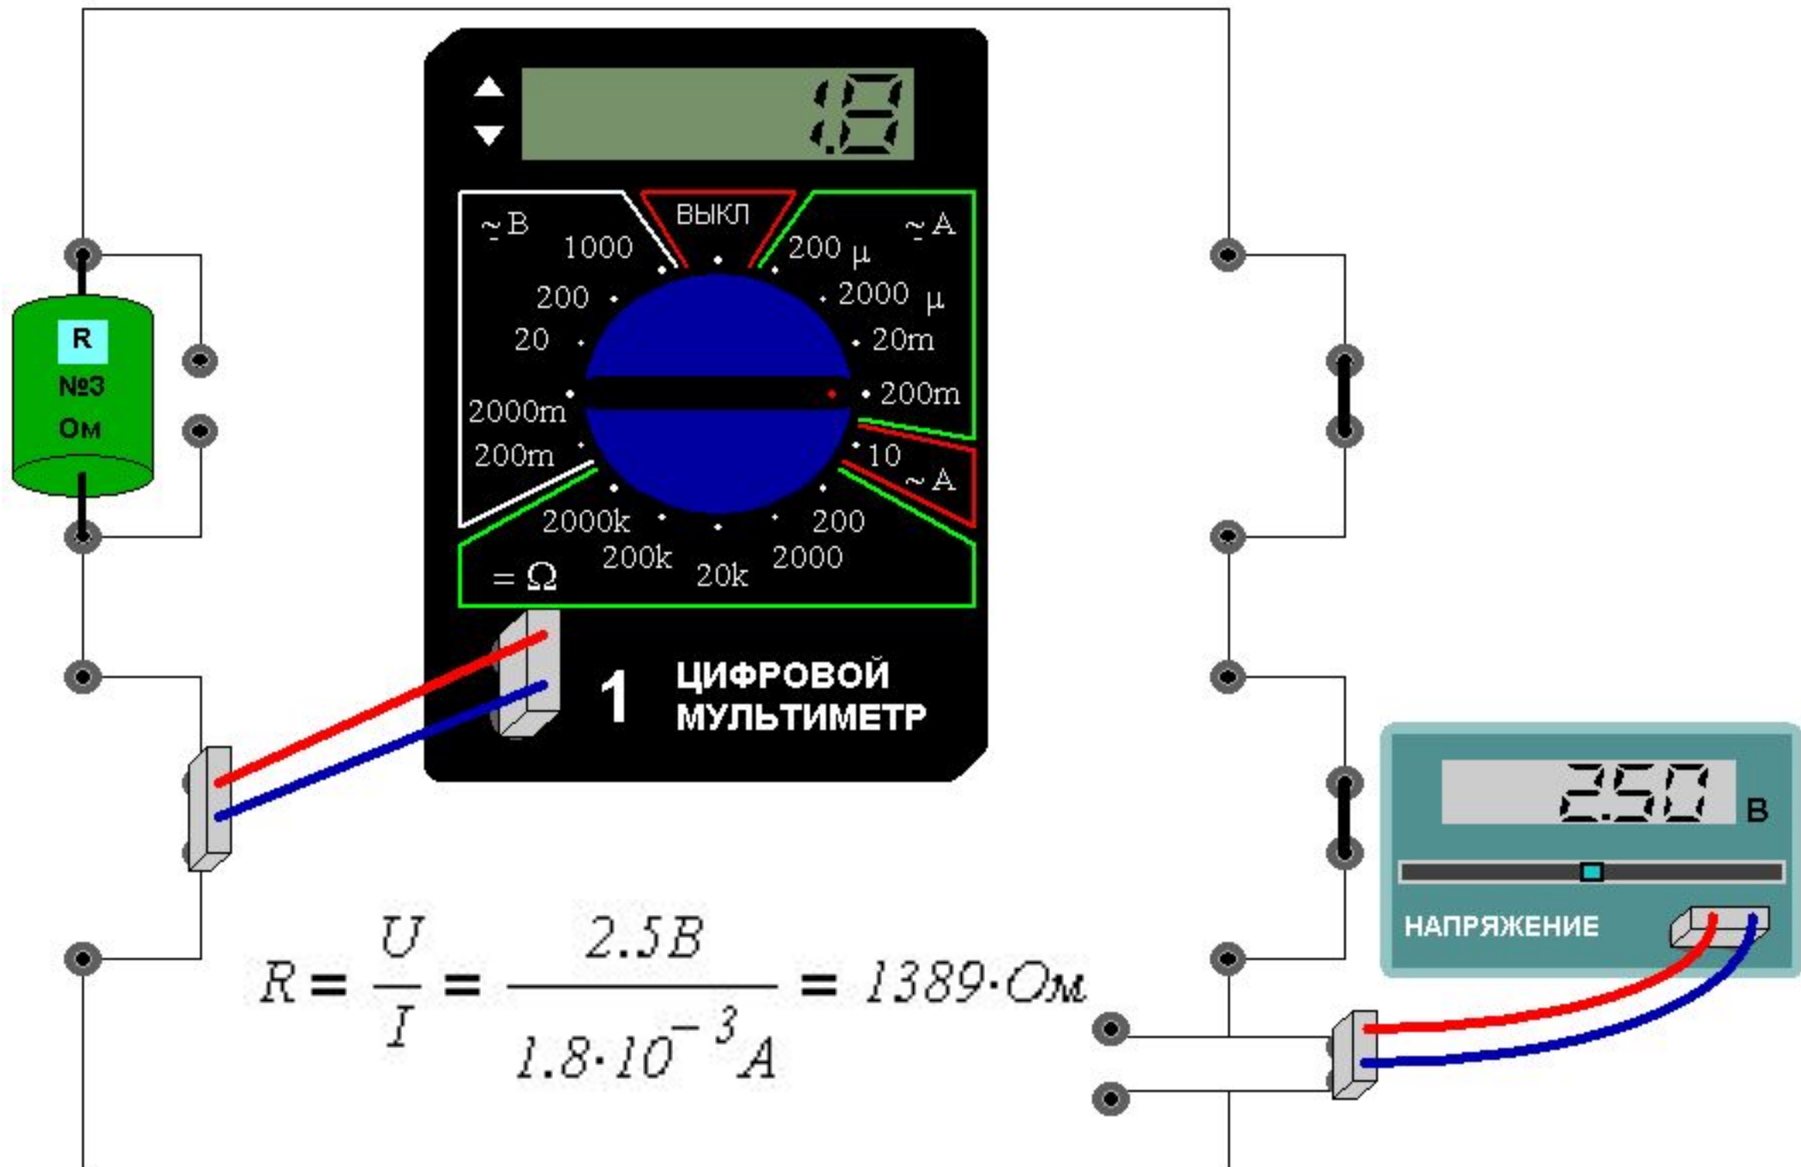 1.8
ВЫКЛ
~ В
~ А
1000
200 μ
200
2000 μ
20
20m
2000m
200m
200m
10
~ А
2000k
200
200k
20k
2000
= Ω
R
№3
Ом
1 ЦИФРОВОЙ
МУЛЬТИМЕТР
2.50 В
НАПРЯЖЕНИЕ
R = U/I = 2.5В/1.8·10⁻³А = 1389·Ом